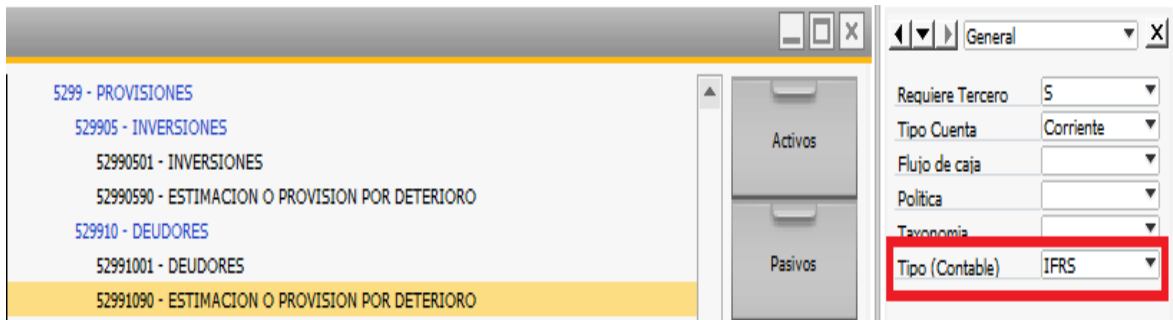 General
5299 - PROVISIONES
529905 - INVERSIONES
52990501 - INVERSIONES
52990590 - ESTIMACION O PROVISION POR DETERIORO
529910 - DEUDORES
52991001 - DEUDORES
52991090 - ESTIMACION O PROVISION POR DETERIORO
Activos
Pasivos
Requiere Tercero S
Tipo Cuenta Corriente
Flujo de caja
Politica
Taxonomia
Tipo (Contable) IFRS